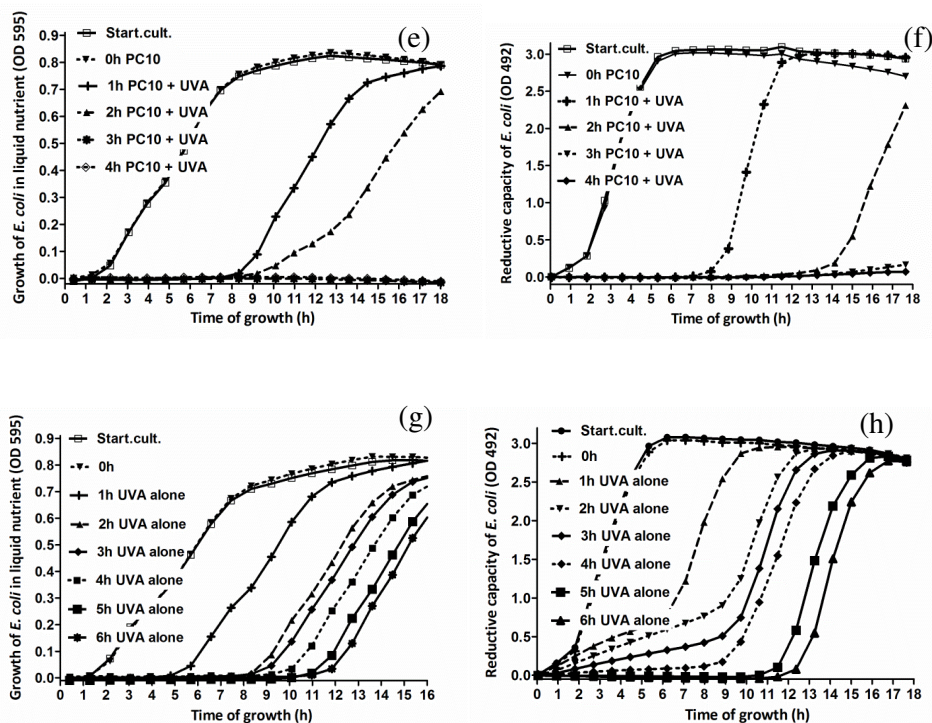 (e)
Growth of E. coli in liquid nutrient (OD 595)
0.9
0.8
0.7
0.6
0.5
0.4
0.3
0.2
0.1
0.0
Start.cult.
0h PC10
1h PC10 + UVA
2h PC10 + UVA
3h PC10 + UVA
4h PC10 + UVA
0 1 2 3 4 5 6 7 8 9 10 11 12 13 14 15 16 17 18
Time of growth (h)
(f)
Reductive capacity of E. coli (OD 492)
3.0
2.5
2.0
1.5
1.0
0.5
0.0
Start.cult.
0h PC10
1h PC10 + UVA
2h PC10 + UVA
3h PC10 + UVA
4h PC10 + UVA
0 1 2 3 4 5 6 7 8 9 10 11 12 13 14 15 16 17 18
Time of growth (h)
(g)
Growth of E. coli in liquid nutrient (OD 595)
0.9
0.8
0.7
0.6
0.5
0.4
0.3
0.2
0.1
0.0
Start.cult.
0h
1h UVA alone
2h UVA alone
3h UVA alone
4h UVA alone
5h UVA alone
6h UVA alone
0 1 2 3 4 5 6 7 8 9 10 11 12 13 14 15 16
Time of growth (h)
(h)
Reductive capacity of E. coli (OD 492)
3.0
2.5
2.0
1.5
1.0
0.5
0.0
Start.cult.
0h
1h UVA alone
2h UVA alone
3h UVA alone
4h UVA alone
5h UVA alone
6h UVA alone
0 1 2 3 4 5 6 7 8 9 10 11 12 13 14 15 16 17 18
Time of growth (h)